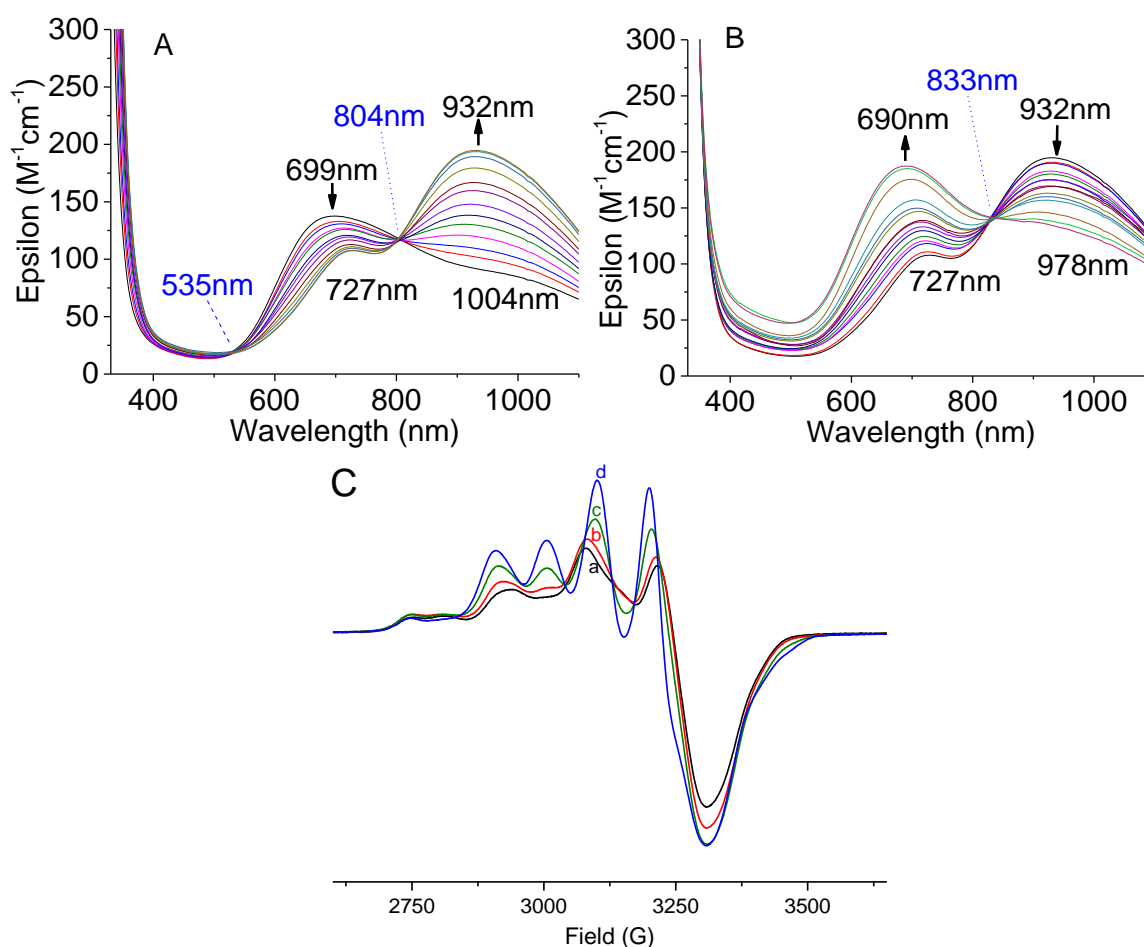 A
300
250
200
150
100
50
0
Epsilon (M⁻¹cm⁻¹)
535nm
699nm
804nm
932nm
727nm
1004nm
400
600
800
1000
Wavelength (nm)
B
300
250
200
150
100
50
0
Epsilon (M⁻¹cm⁻¹)
690nm
833nm
932nm
727nm
978nm
400
600
800
1000
Wavelength (nm)
C
d
c
b
a
2750
3000
3250
3500
Field (G)